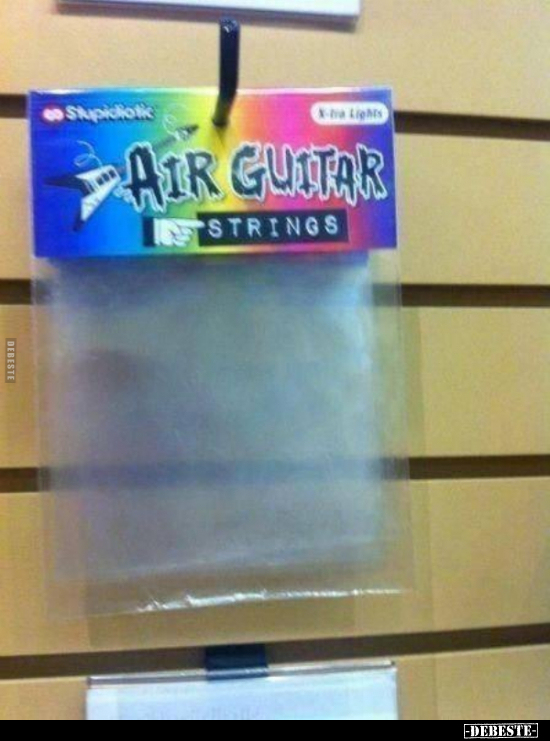 Stupidiotic
X-tra Lights
AIR GUITAR
STRINGS
DEBESTE
-DEBESTE-